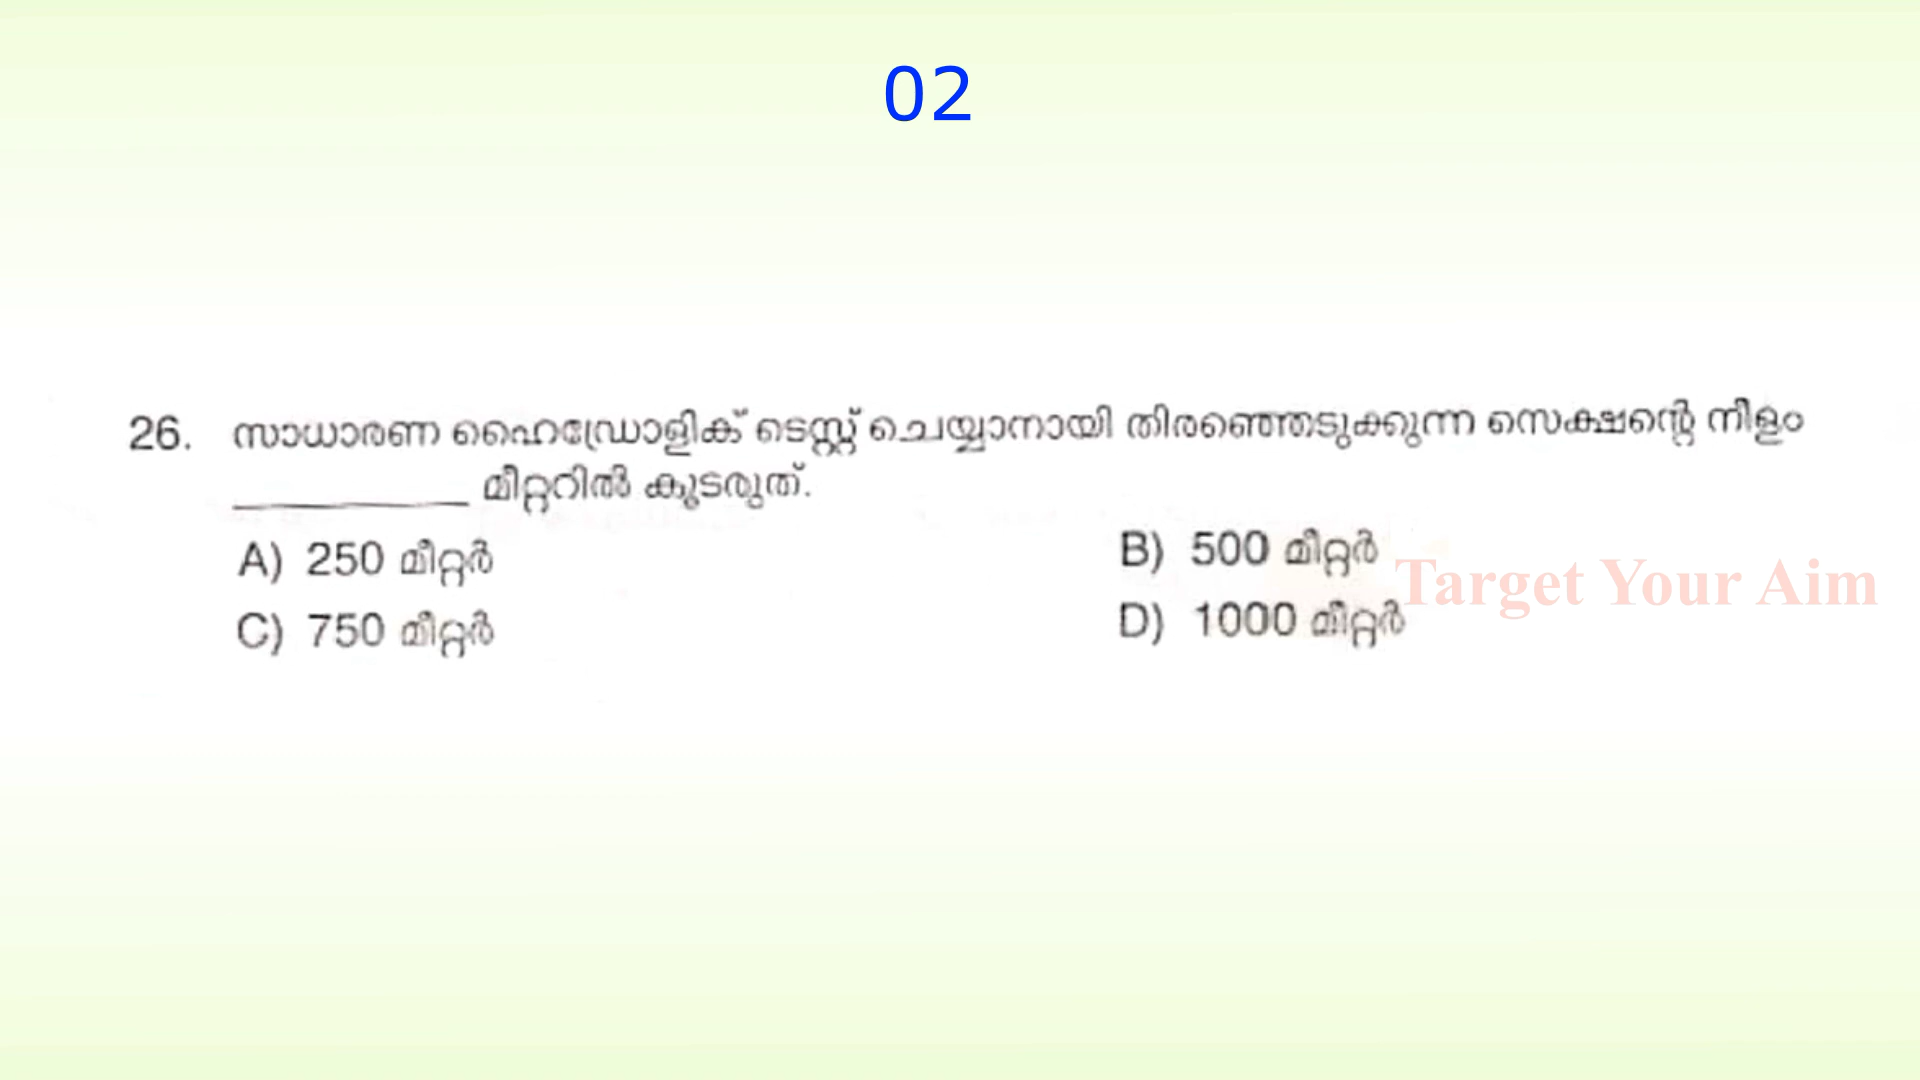 02
26. സാധാരണ ഹൈഡ്രോളിക് ടെസ്റ്റ് ചെയ്യാനായി തിരഞ്ഞെടുക്കുന്ന സെക്ഷന്റെ നീളം
__________ മീറ്ററിൽ കൂടരുത്.
A) 250 മീറ്റർ
B) 500 മീറ്റർ
Target Your Aim
C) 750 മീറ്റർ
D) 1000 മീറ്റർ